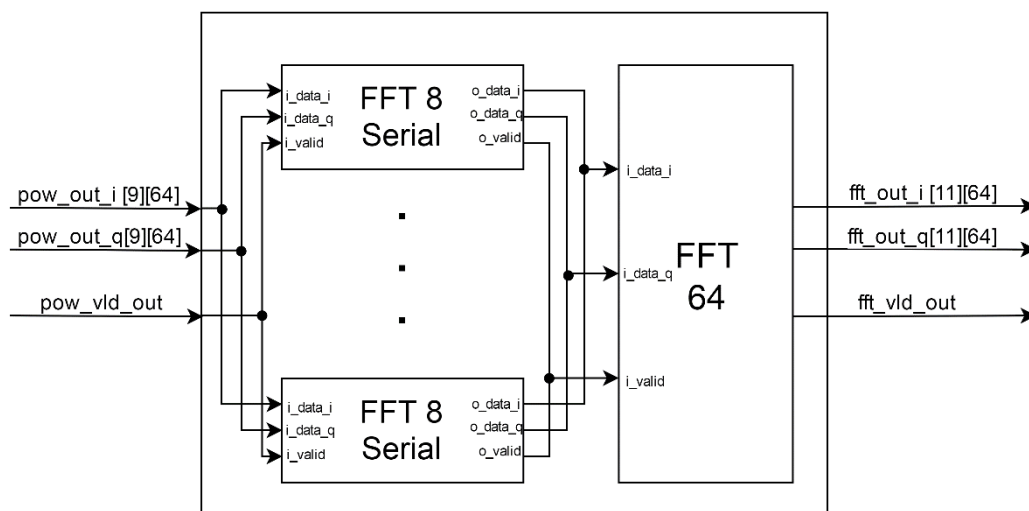 pow_out_i [9][64]
pow_out_q[9][64]
pow_vld_out
i_data_i
i_data_q
i_valid
FFT 8
Serial
o_data_i
o_data_q
o_valid
i_data_i
i_data_q
i_valid
FFT 8
Serial
o_data_i
o_data_q
o_valid
i_data_i
i_data_q
i_valid
FFT
64
fft_out_i [11][64]
fft_out_q[11][64]
fft_vld_out